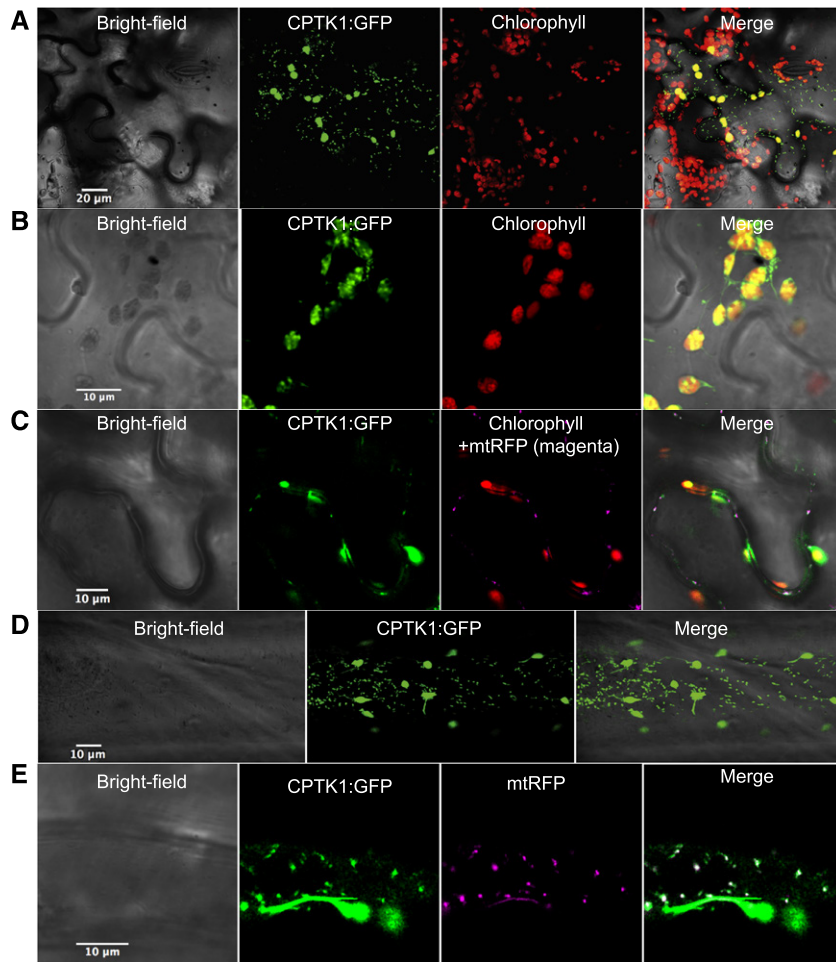 A
Bright-field
CPTK1:GFP
Chlorophyll
Merge
20 µm
B
Bright-field
CPTK1:GFP
Chlorophyll
Merge
10 µm
C
Bright-field
CPTK1:GFP
Chlorophyll
+mtRFP (magenta)
Merge
10 µm
D
Bright-field
CPTK1:GFP
Merge
10 µm
E
Bright-field
CPTK1:GFP
mtRFP
Merge
10 µm